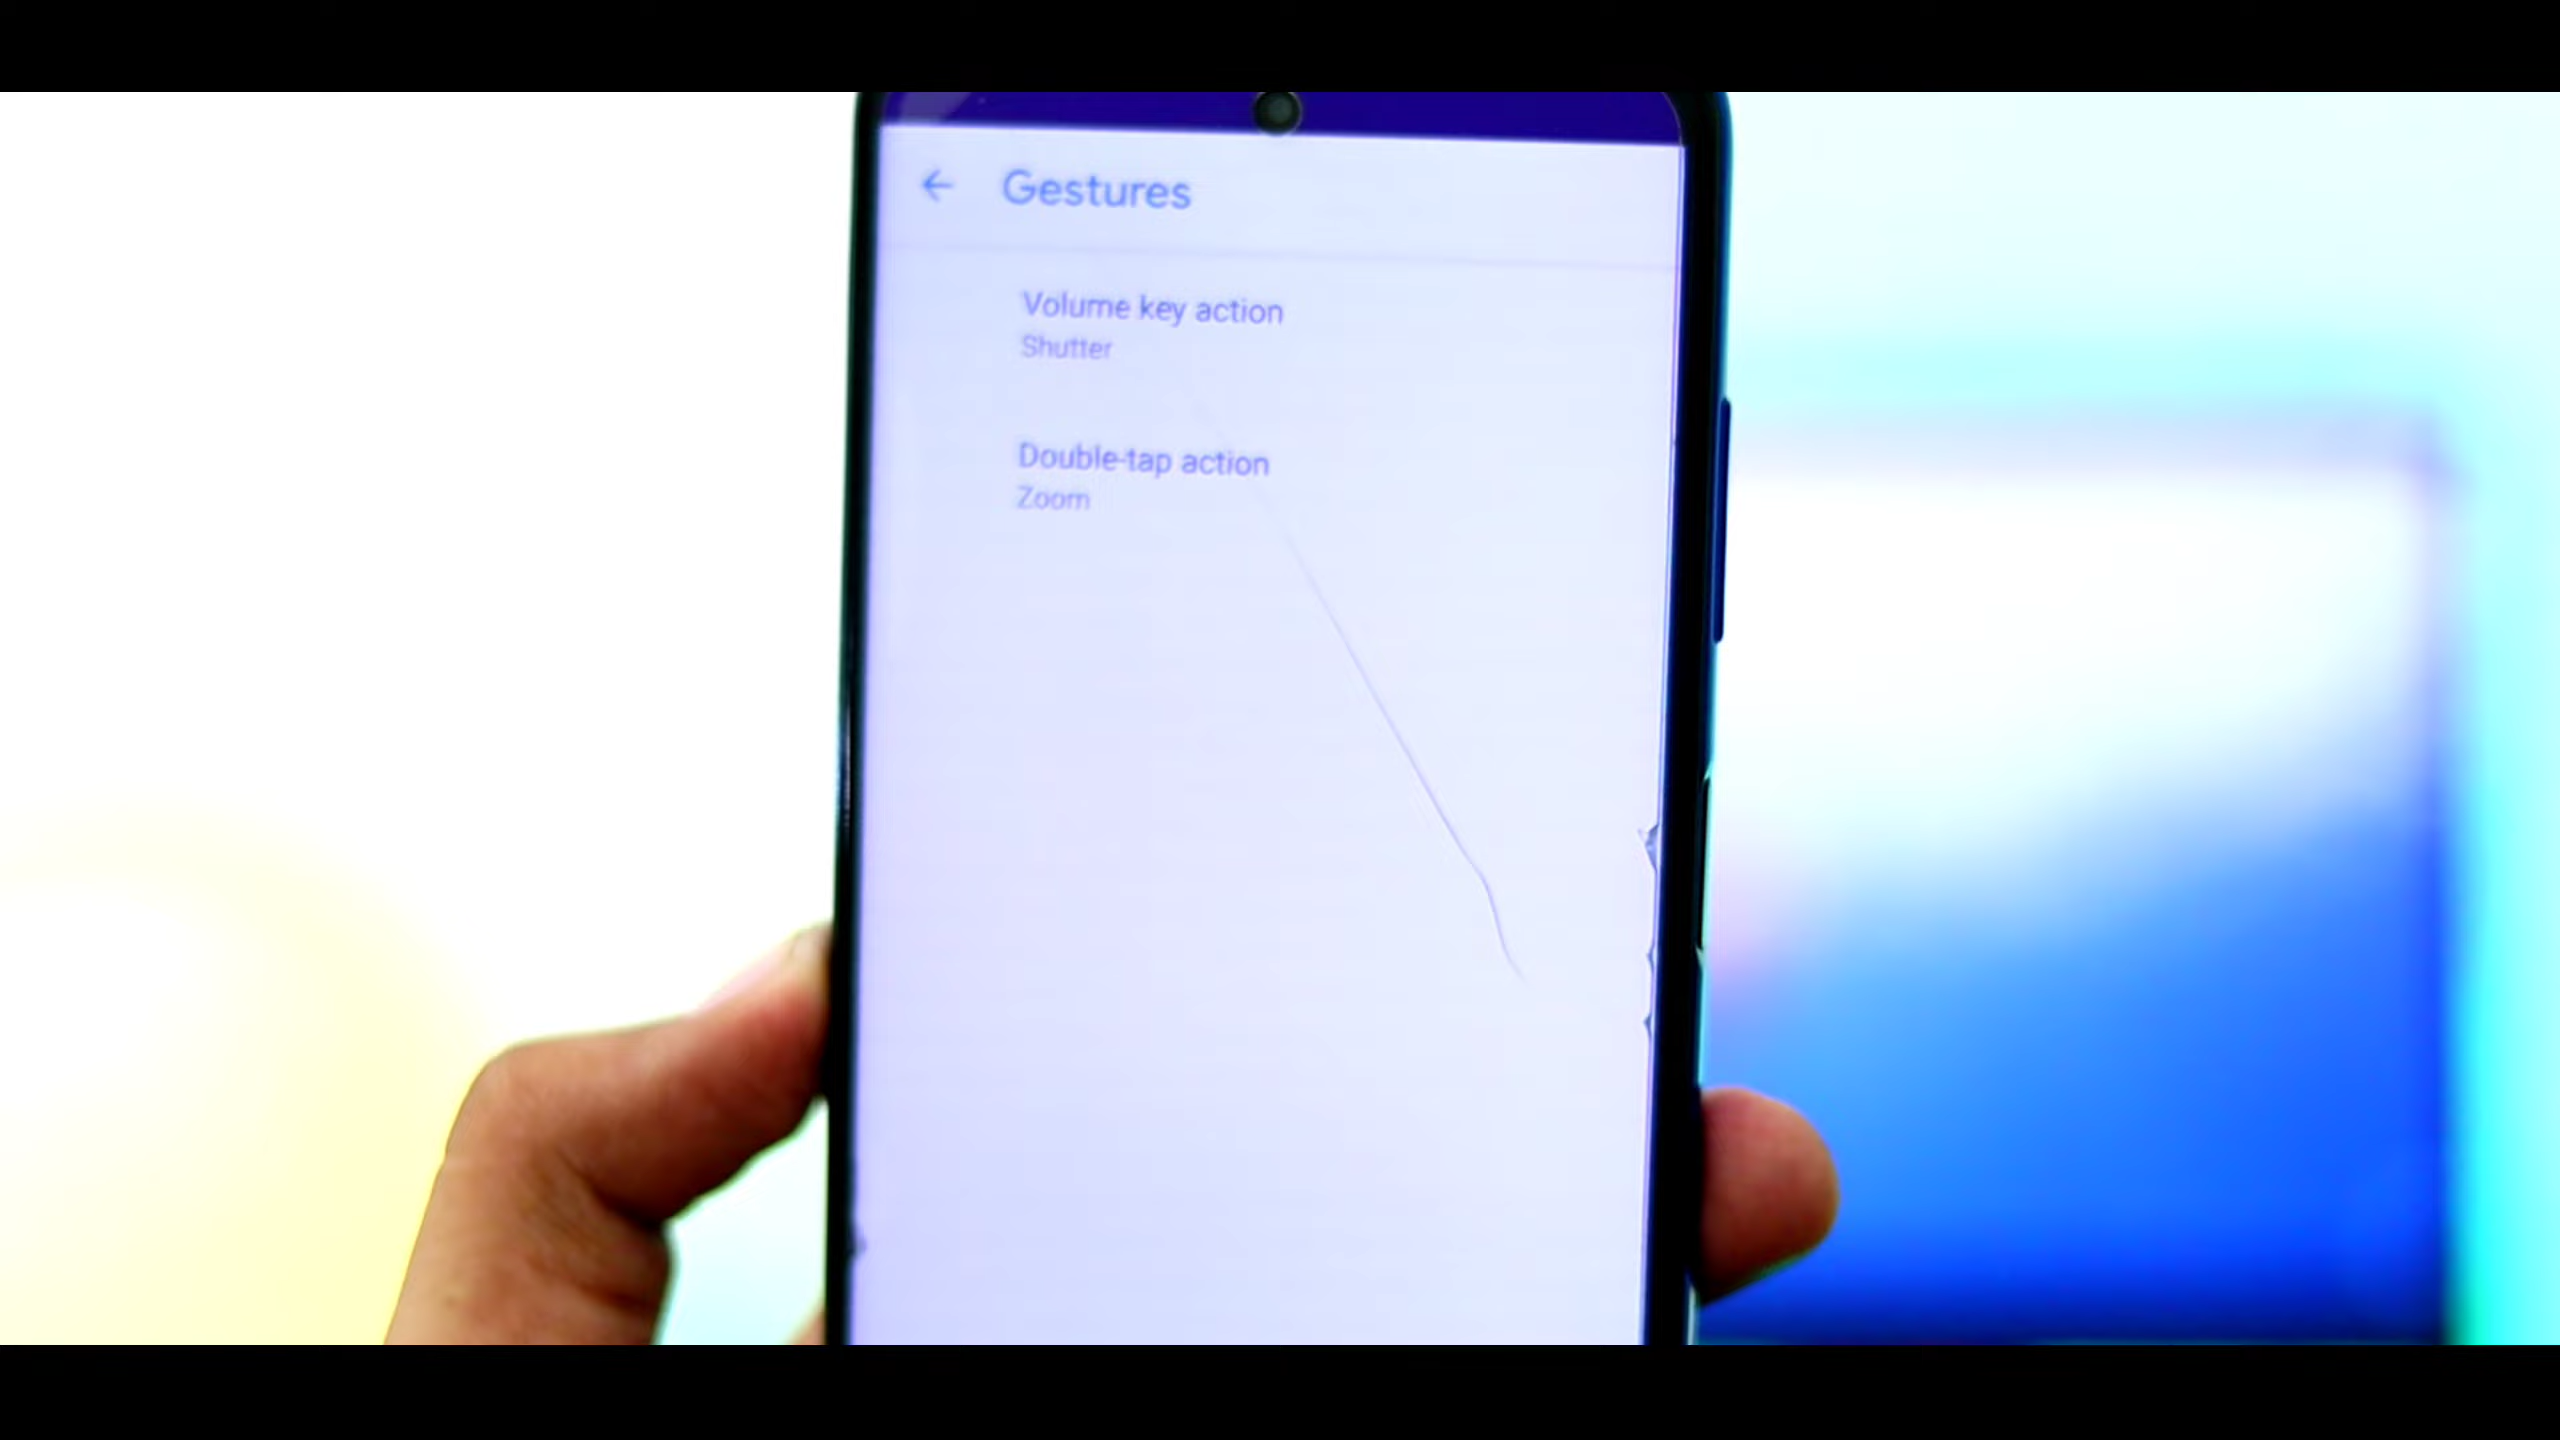 Gestures
Volume key action
Shutter
Double-tap action
Zoom